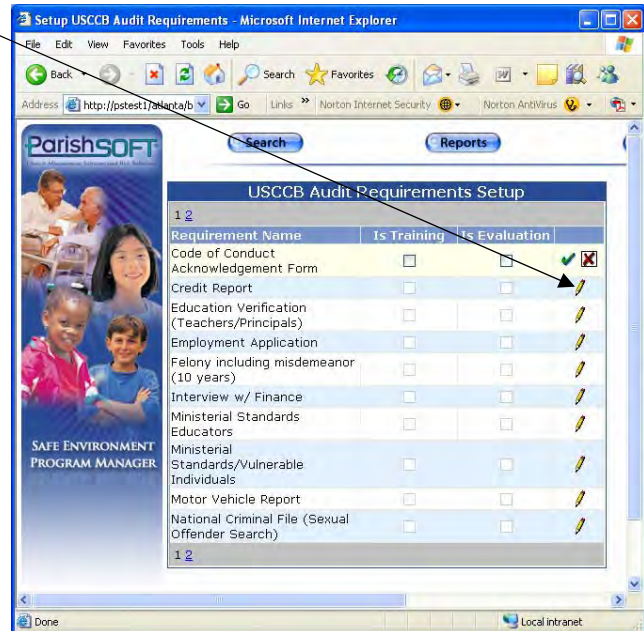 Setup USCCB Audit Requirements - Microsoft Internet Explorer
File Edit View Favorites Tools Help
Back Search Favorites
Address http://pstest1/atlanta/b Go Links » Norton Internet Security Norton AntiVirus
ParishSOFT
Search Reports
USCCB Audit Requirements Setup
1 2
Requirement Name Is Training Is Evaluation
Code of Conduct
Acknowledgement Form
Credit Report
Education Verification
(Teachers/Principals)
Employment Application
Felony including misdemeanor
(10 years)
Interview w/ Finance
Ministerial Standards
Educators
Ministerial
Standards/Vulnerable
Individuals
Motor Vehicle Report
National Criminal File (Sexual
Offender Search)
1 2
SAFE ENVIRONMENT
PROGRAM MANAGER
Done Local intranet